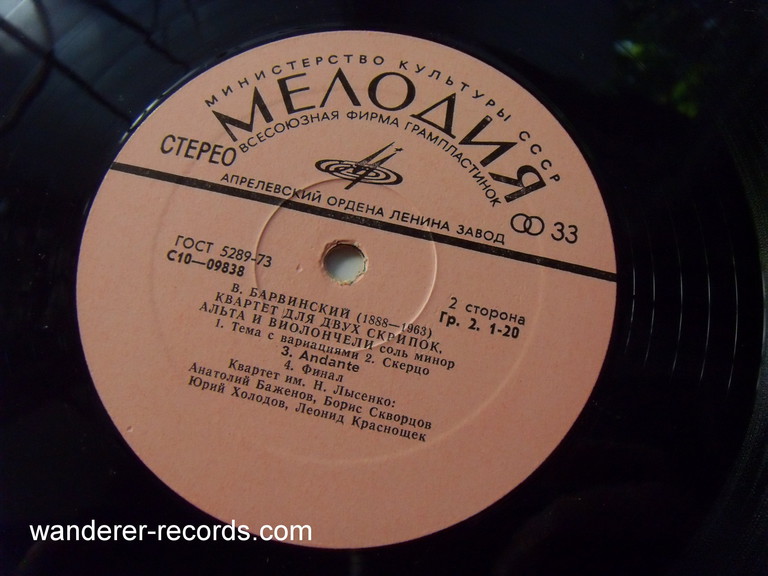 МИНИСТЕРСТВО КУЛЬТУРЫ СССР
МЕЛОДИЯ
ВСЕСОЮЗНАЯ ФИРМА ГРАМПЛАСТИНОК
СТЕРЕО
АПРЕЛЕВСКИЙ ОРДЕНА ЛЕНИНА ЗАВОД
33
ГОСТ 5289-73
С10—09838
2 сторона
Гр. 2. 1-20
В. БАРВИНСКИЙ (1888—1963)
КВАРТЕТ ДЛЯ ДВУХ СКРИПОК,
АЛЬТА И ВИОЛОНЧЕЛИ соль минор
1. Тема с вариациями 2. Скерцо
3. Andante
4. Финал
Квартет им. Н. Лысенко:
Анатолий Баженов, Борис Скворцов
Юрий Холодов, Леонид Краснощек
wanderer-records.com